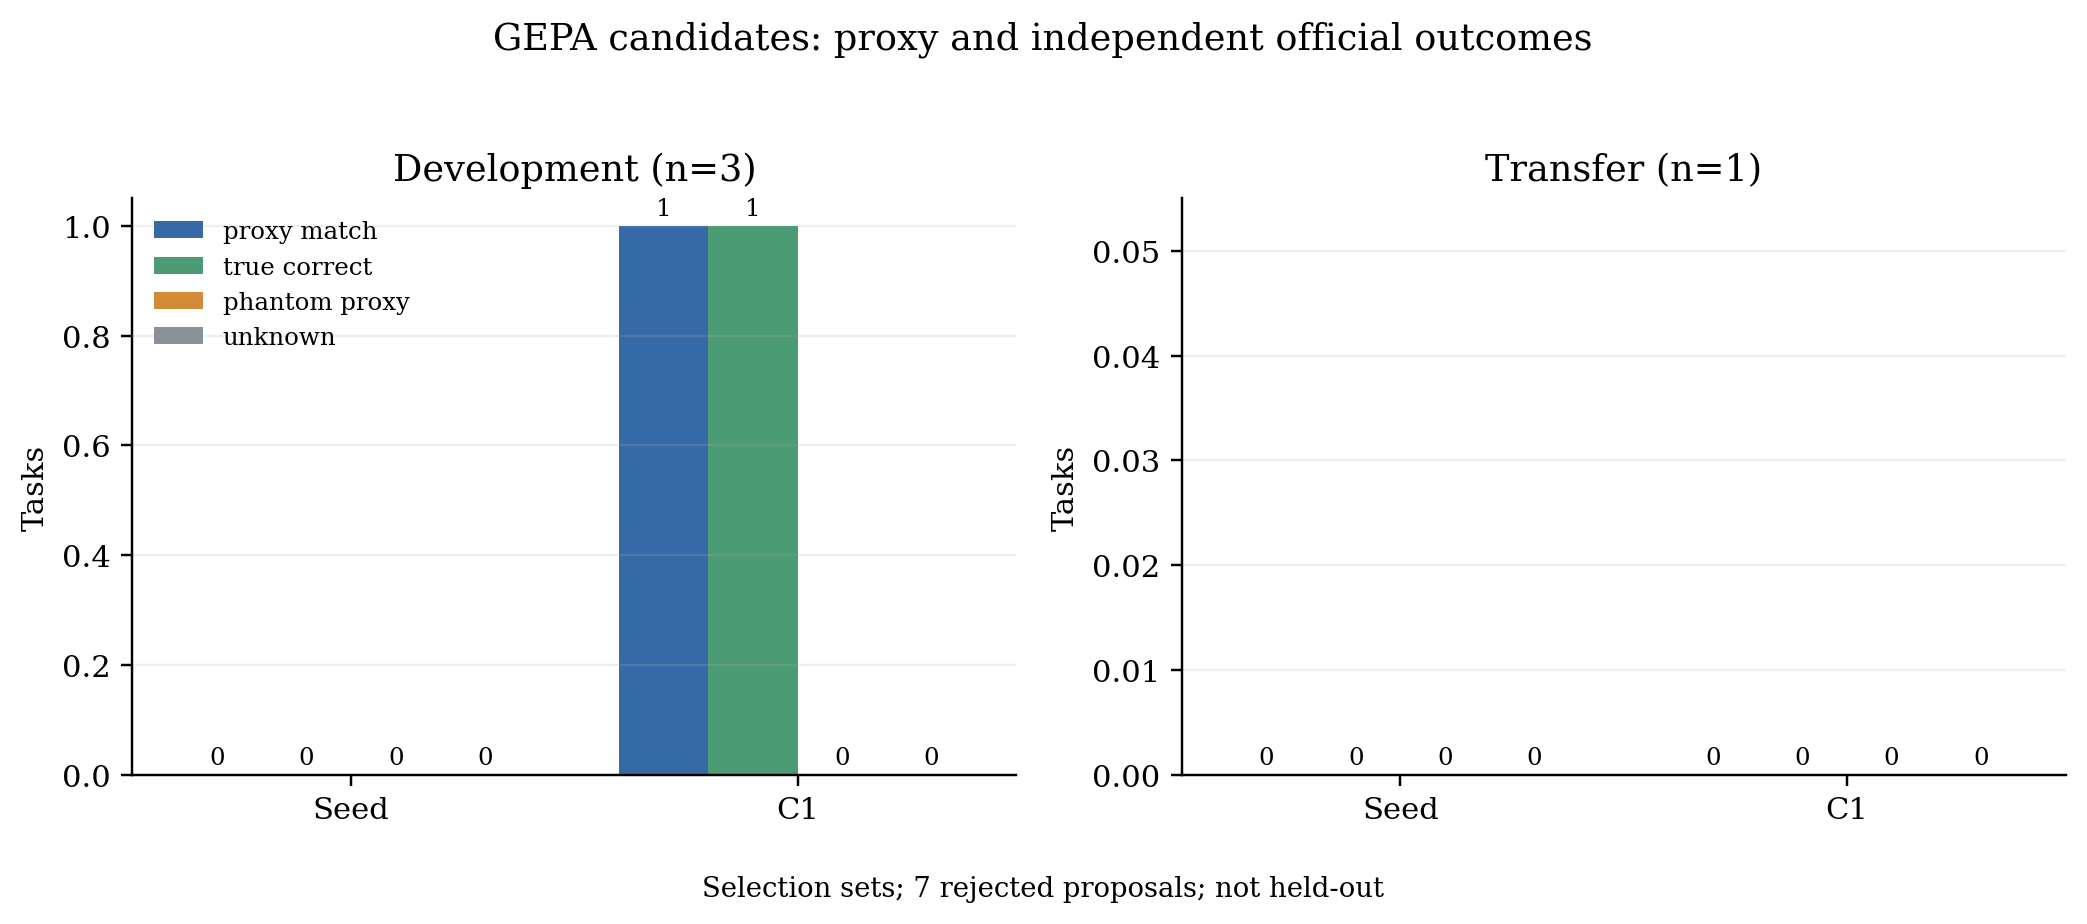 GEPA candidates: proxy and independent official outcomes
Development (n=3)
Tasks
1.0
0.8
0.6
0.4
0.2
0.0
proxy match
true correct
phantom proxy
unknown
0 0 0 0
1 1 0 0
Seed C1
Transfer (n=1)
Tasks
0.05
0.04
0.03
0.02
0.01
0.00
0 0 0 0
0 0 0 0
Seed C1
Selection sets; 7 rejected proposals; not held-out